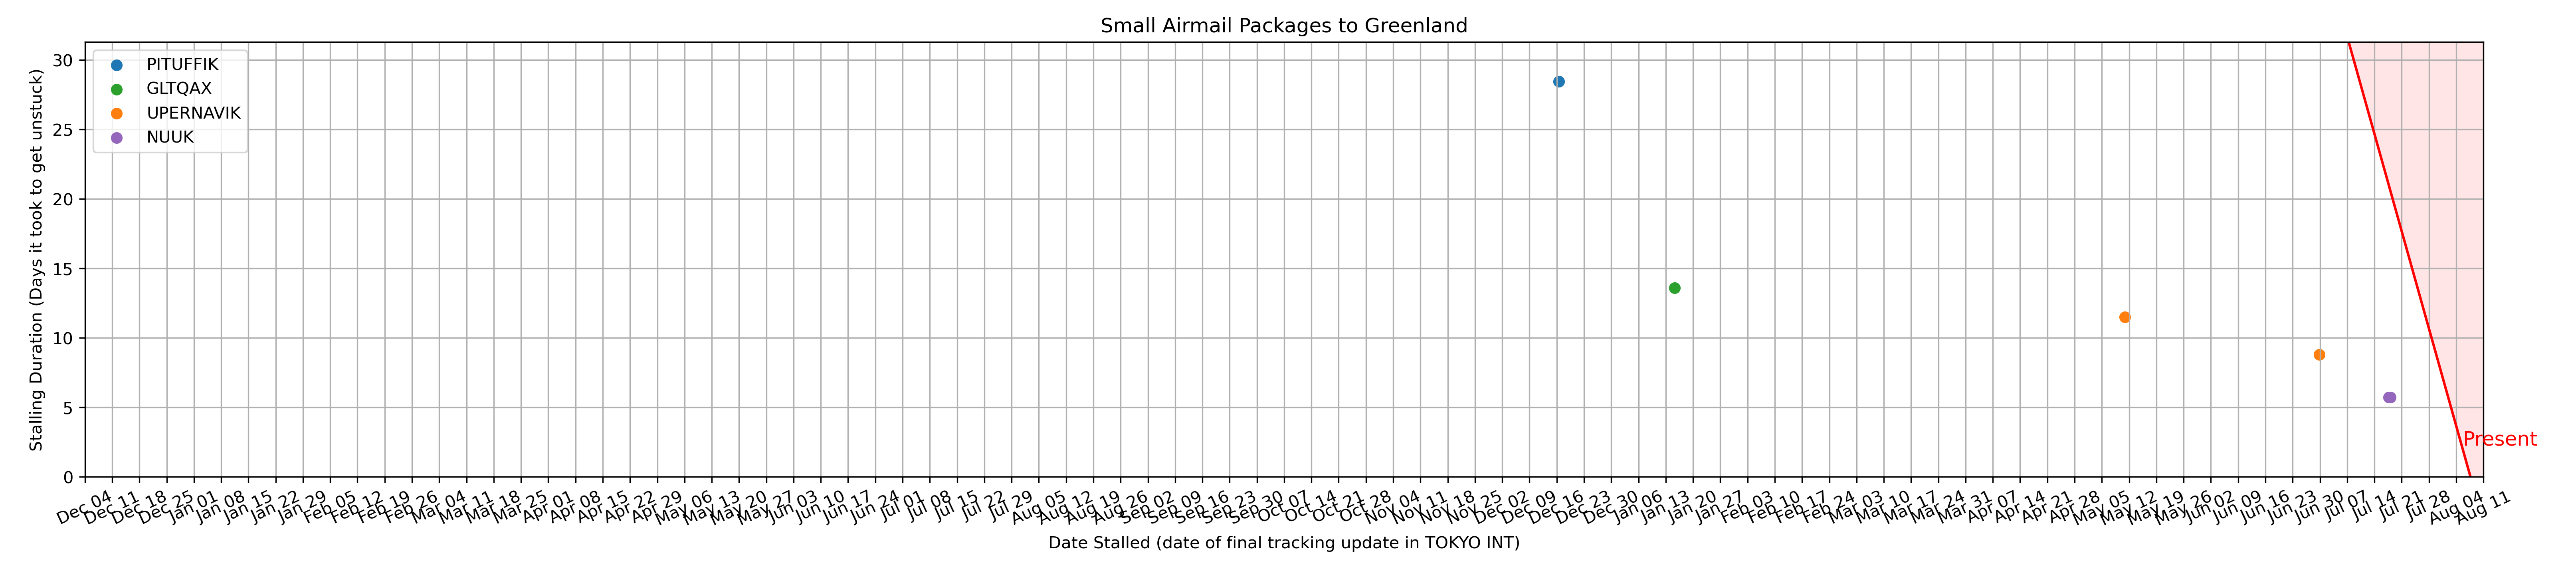 Small Airmail Packages to Greenland
PITUFFIK
GLTQAX
UPERNAVIK
NUUK
Stalling Duration (Days it took to get unstuck)
30
25
20
15
10
5
0
Present
Dec 04
Dec 11
Dec 18
Dec 25
Jan 01
Jan 08
Jan 15
Jan 22
Jan 29
Feb 05
Feb 12
Feb 19
Feb 26
Mar 04
Mar 11
Mar 18
Mar 25
Apr 01
Apr 08
Apr 15
Apr 22
Apr 29
May 06
May 13
May 20
May 27
Jun 03
Jun 10
Jun 17
Jun 24
Jul 01
Jul 08
Jul 15
Jul 22
Jul 29
Aug 05
Aug 12
Aug 19
Aug 26
Sep 02
Sep 09
Sep 16
Sep 23
Sep 30
Oct 07
Oct 14
Oct 21
Oct 28
Nov 04
Nov 11
Nov 18
Nov 25
Dec 02
Dec 09
Dec 16
Dec 23
Dec 30
Jan 06
Jan 13
Jan 20
Jan 27
Feb 03
Feb 10
Feb 17
Feb 24
Mar 03
Mar 10
Mar 17
Mar 24
Mar 31
Apr 07
Apr 14
Apr 21
Apr 28
May 05
May 12
May 19
May 26
Jun 02
Jun 09
Jun 16
Jun 23
Jun 30
Jul 07
Jul 14
Jul 21
Jul 28
Aug 04
Aug 11
Date Stalled (date of final tracking update in TOKYO INT)